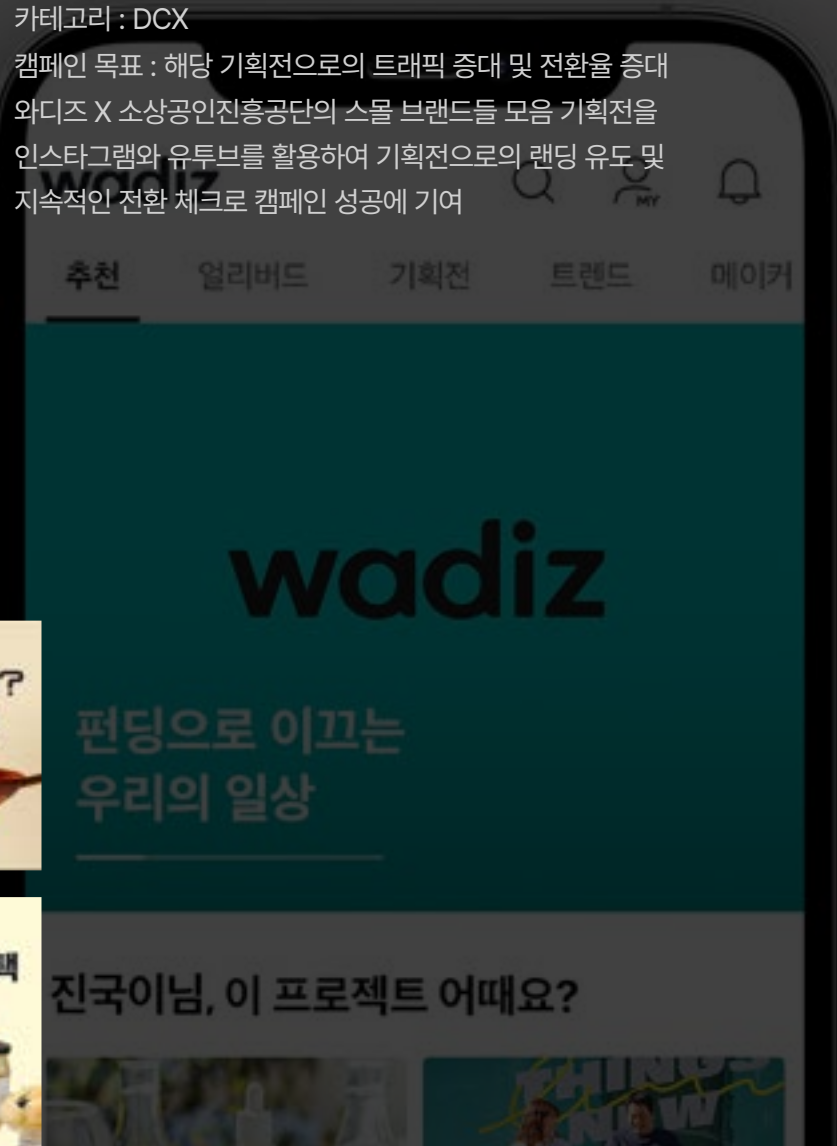 카테고리 : DCX
캠페인 목표 : 해당 기획전으로의 트래픽 증대 및 전환율 증대
와디즈 X 소상공인진흥공단의 스몰 브랜드들 모음 기획전을
인스타그램와 유투브를 활용하여 기획전으로의 랜딩 유도 및
지속적인 전환 체크로 캠페인 성공에 기여
wadiz
MY
추천 얼리버드 기획전 트렌드 메이커
wadiz
?
펀딩으로 이끄는
우리의 일상
택
진국이님, 이 프로젝트 어때요?
THINGS
NEW